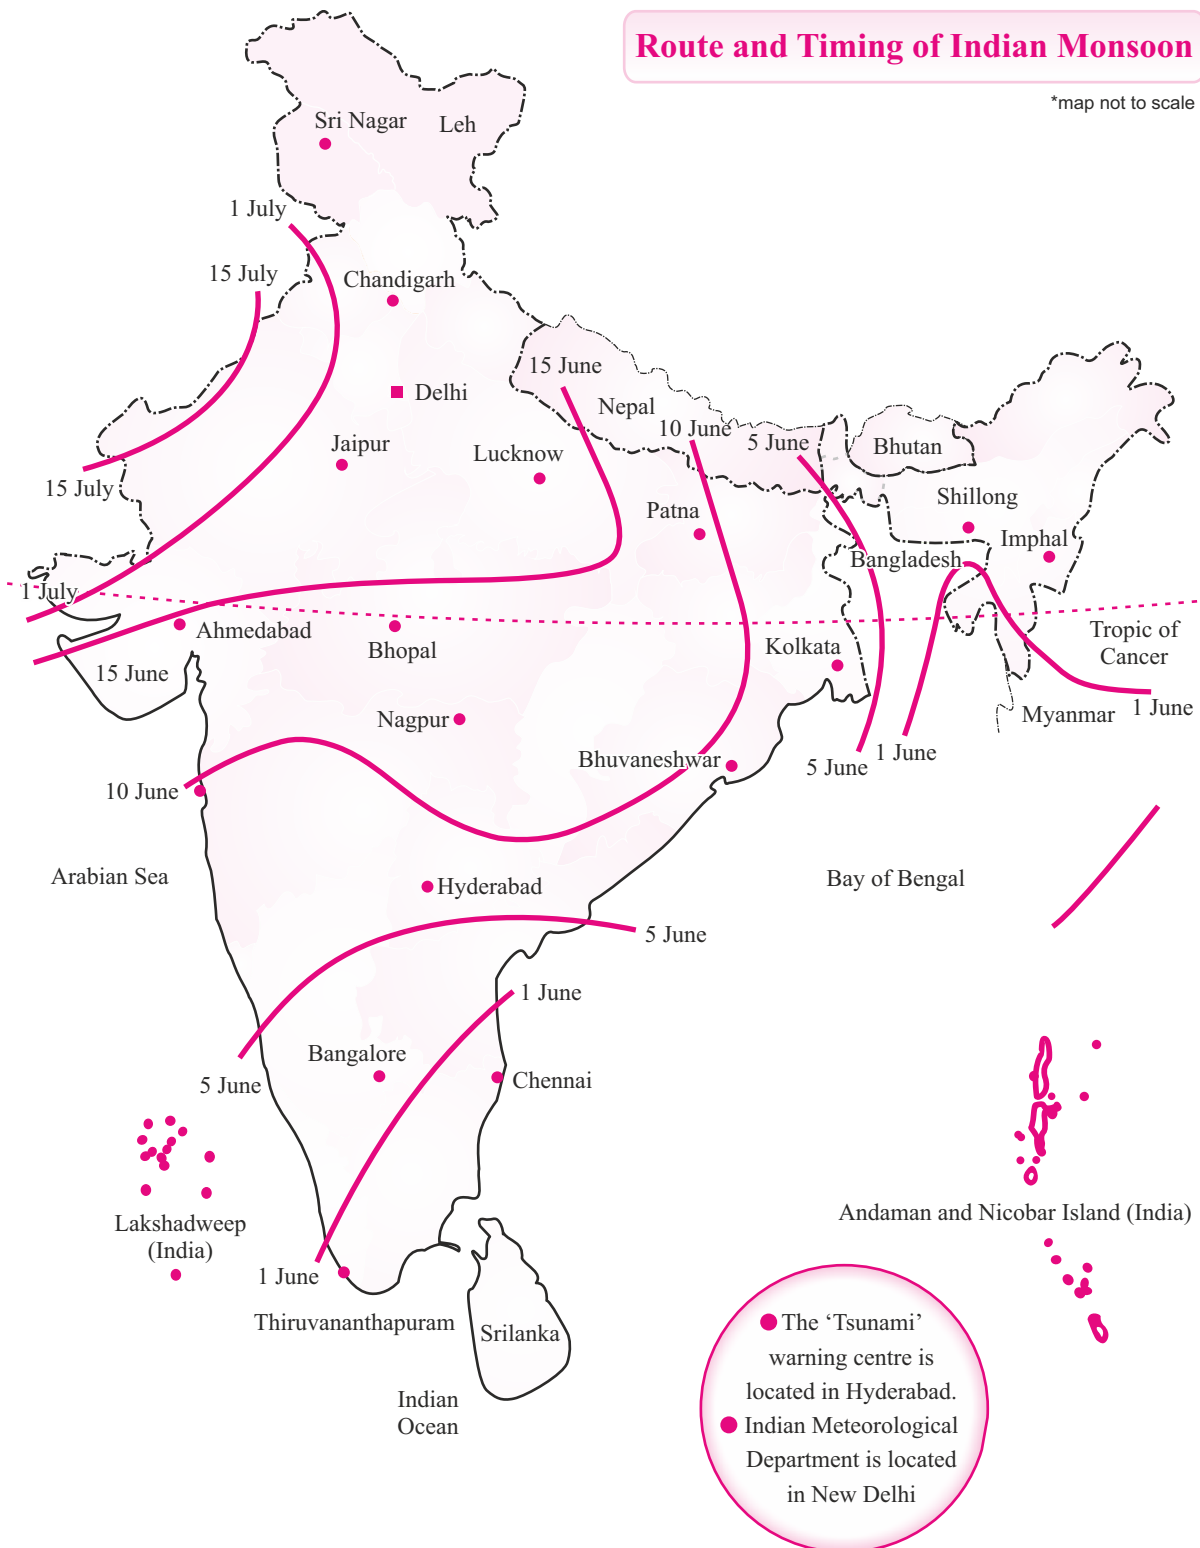 Route and Timing of Indian Monsoon
*map not to scale
Sri Nagar
Leh
1 July
15 July
Chandigarh
15 June
Delhi
Nepal
10 June
5 June
Bhutan
Jaipur
Lucknow
15 July
Shillong
Patna
Imphal
Bangladesh
1 July
Ahmedabad
Bhopal
Kolkata
Tropic of
Cancer
15 June
Nagpur
Myanmar
1 June
Bhuvaneshwar
5 June
1 June
10 June
Arabian Sea
Hyderabad
Bay of Bengal
5 June
1 June
Bangalore
Chennai
5 June
Lakshadweep
(India)
Andaman and Nicobar Island (India)
1 June
Thiruvananthapuram
Srilanka
Indian
Ocean
The ‘Tsunami’
warning centre is
located in Hyderabad.
Indian Meteorological
Department is located
in New Delhi